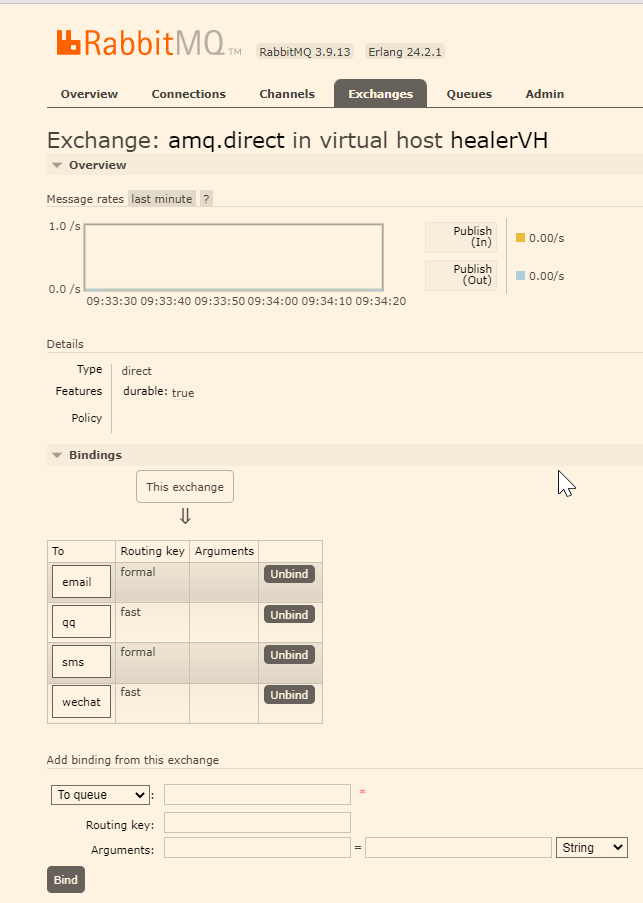 RabbitMQ TM RabbitMQ 3.9.13 Erlang 24.2.1
Overview Connections Channels Exchanges Queues Admin
Exchange: amq.direct in virtual host healerVH
Overview
Message rates last minute ?
1.0 /s
0.0 /s
09:33:30 09:33:40 09:33:50 09:34:00 09:34:10 09:34:20
Publish
(In)
0.00/s
Publish
(Out)
0.00/s
Details
Type direct
Features durable: true
Policy
Bindings
This exchange
⇓
To Routing key Arguments
email formal Unbind
qq fast Unbind
sms formal Unbind
wechat fast Unbind
Add binding from this exchange
To queue : *
Routing key:
Arguments: = String
Bind